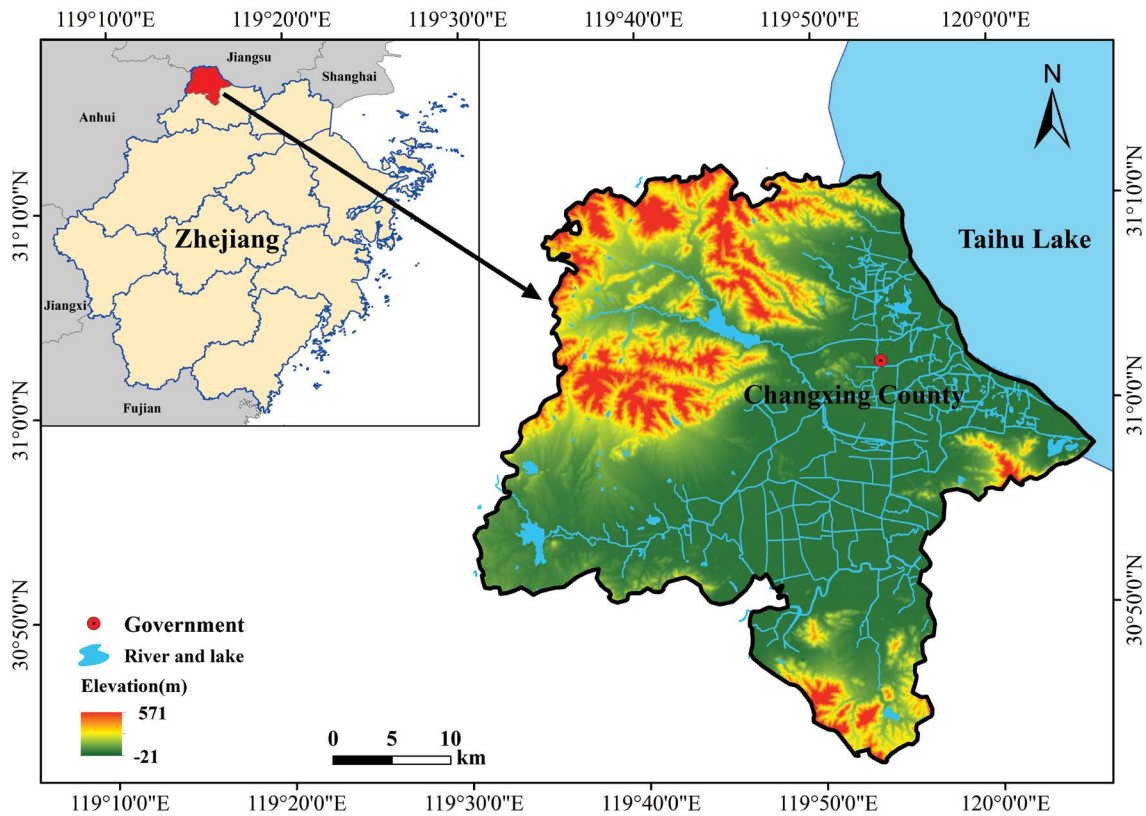 119°10'0"E 119°20'0"E 119°30'0"E 119°40'0"E 119°50'0"E 120°0'0"E
Jiangsu
Shanghai
Anhui
N
31°10'0"N
31°10'0"N
Zhejiang
Taihu Lake
Jiangxi
Changxing County
Fujian
31°0'0"N
31°0'0"N
30°50'0"N
30°50'0"N
Government
River and lake
Elevation(m)
571
-21
0 5 10
km
119°10'0"E 119°20'0"E 119°30'0"E 119°40'0"E 119°50'0"E 120°0'0"E